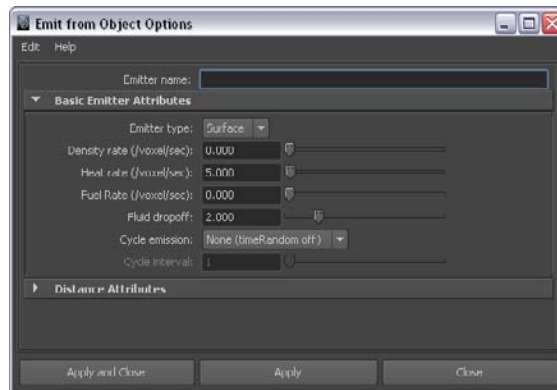 Emit from Object Options
Edit Help
Emitter name:
Basic Emitter Attributes
Emitter type: Surface
Density rate (/voxel/sec): 0.000
Heat rate (/voxel/sec): 5.000
Fuel Rate (/voxel/sec): 0.000
Fluid dropoff: 2.000
Cycle emission: None (timeRandom off)
Cycle interval: 1
Distance Attributes
Apply and Close Apply Close